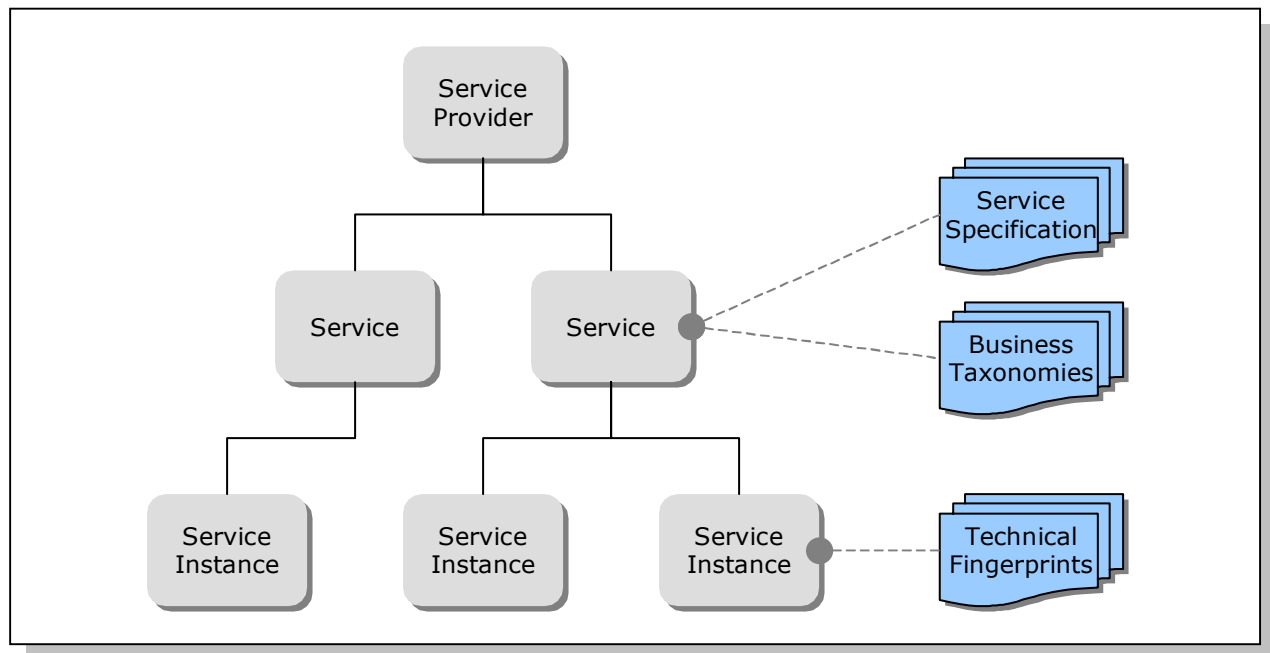 Service
Provider
Service
Specification
Service
Service
Business
Taxonomies
Service
Instance
Service
Instance
Service
Instance
Technical
Fingerprints